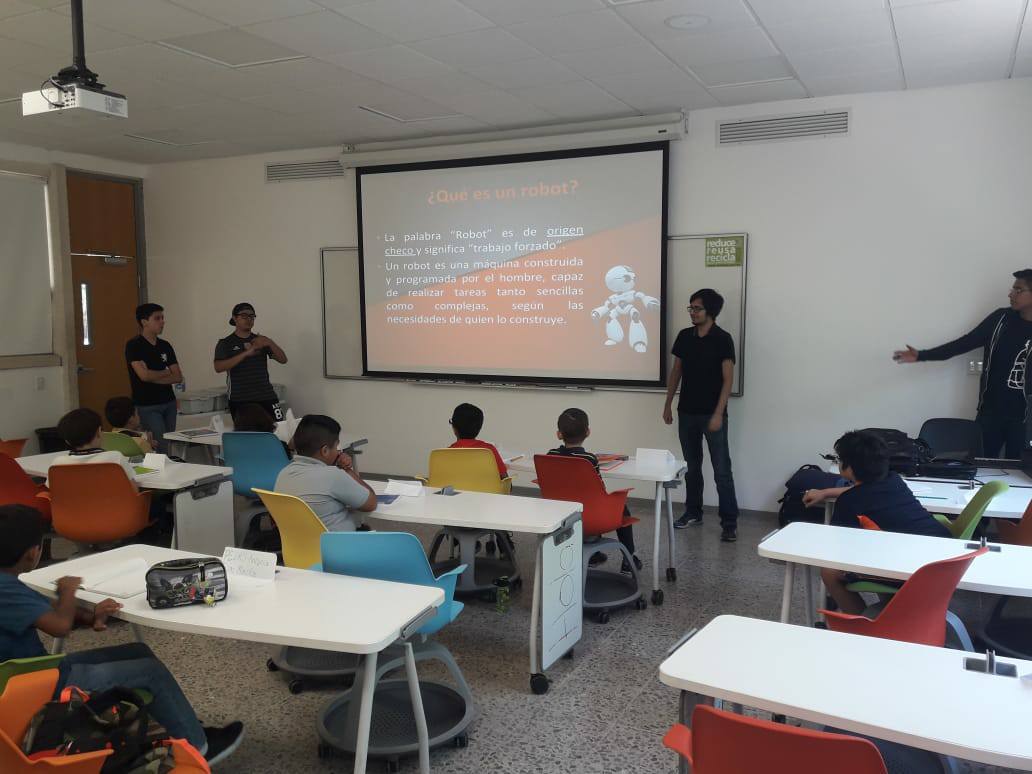 ¿Qué es un robot?
La palabra "Robot" es de origen
checo y significa "trabajo forzado".
Un robot es una máquina construida
y programada por el hombre, capaz
de realizar tareas tanto sencillas
como complejas, según las
necesidades de quien lo construye.
reduce
reusa
recicla